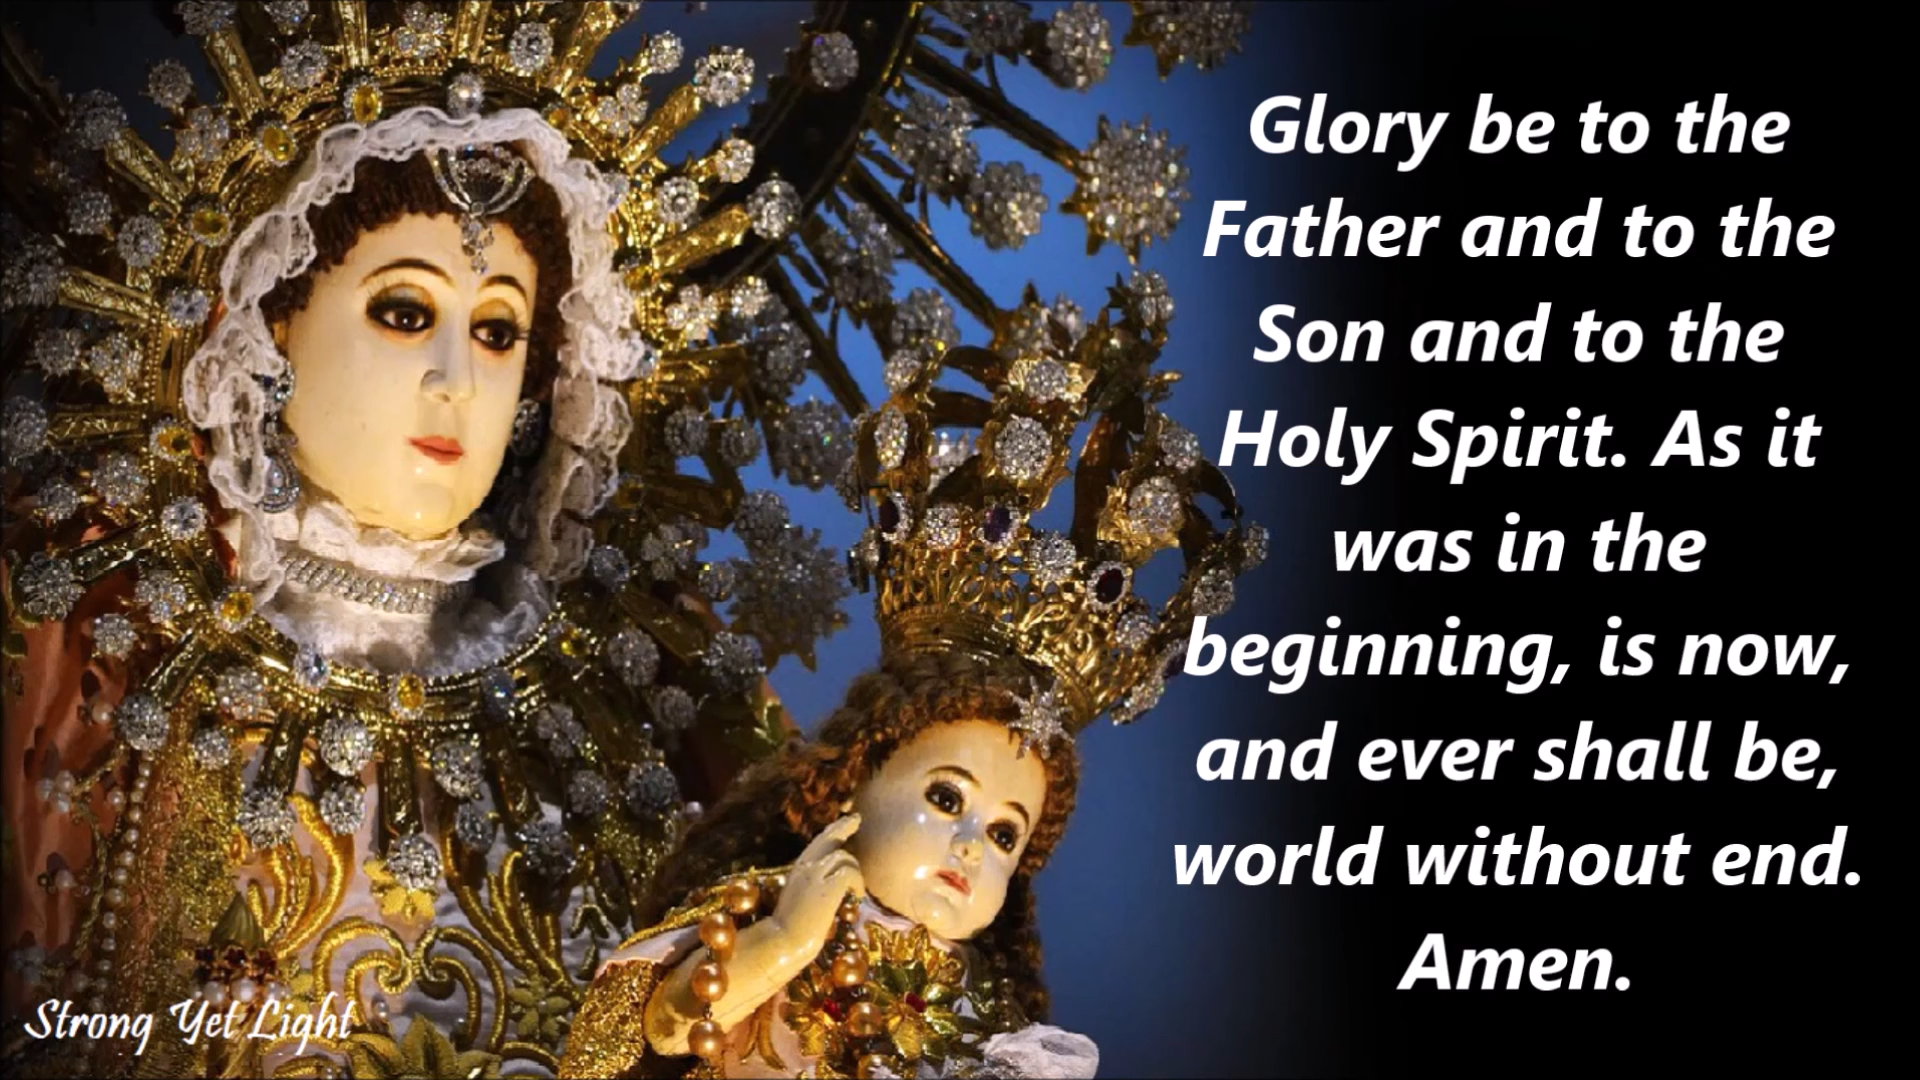 Glory be to the
Father and to the
Son and to the
Holy Spirit. As it
was in the
beginning, is now,
and ever shall be,
world without end.
Amen.
Strong Yet Light